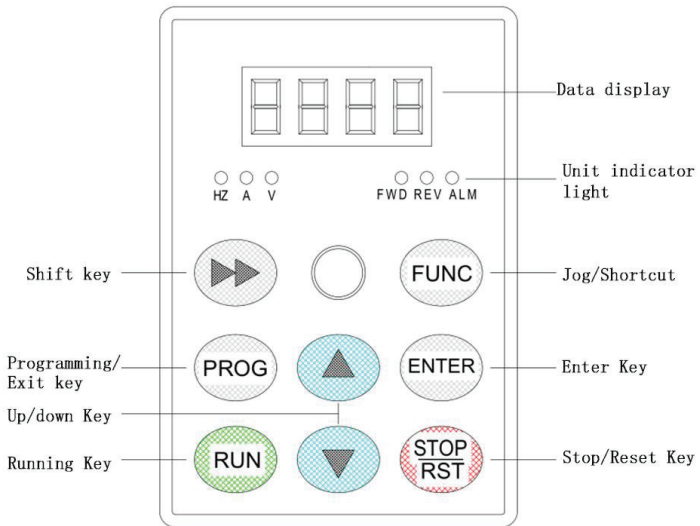 Data display
HZ A V
FWD REV ALM
Unit indicator
light
Shift key
FUNC
Jog/Shortcut
Programming/
Exit key
PROG
ENTER
Enter Key
Up/down Key
Running Key
RUN
STOP
RST
Stop/Reset Key